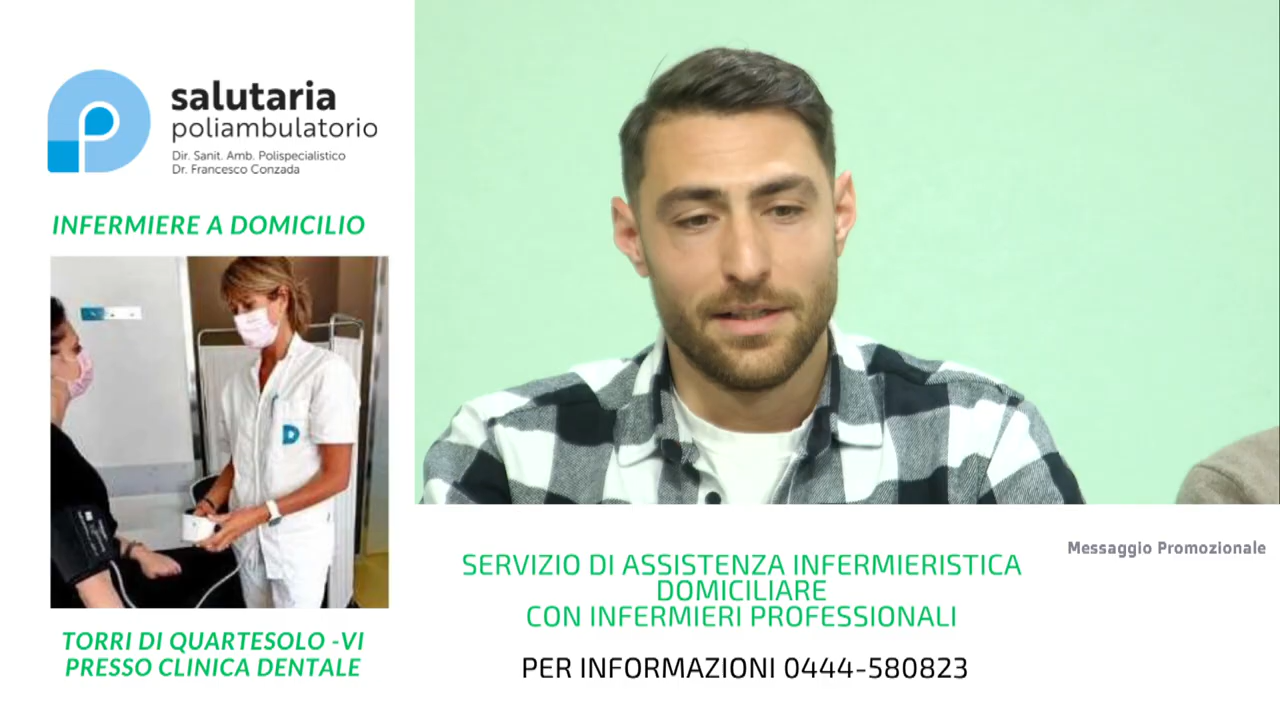 salutaria
poliambulatorio
Dir. Sanit. Amb. Polispecialistico
Dr. Francesco Conzada
INFERMIERE A DOMICILIO
D
TORRI DI QUARTESOLO -VI
PRESSO CLINICA DENTALE
Messaggio Promozionale
SERVIZIO DI ASSISTENZA INFERMIERISTICA
DOMICILIARE
CON INFERMIERI PROFESSIONALI
PER INFORMAZIONI 0444-580823